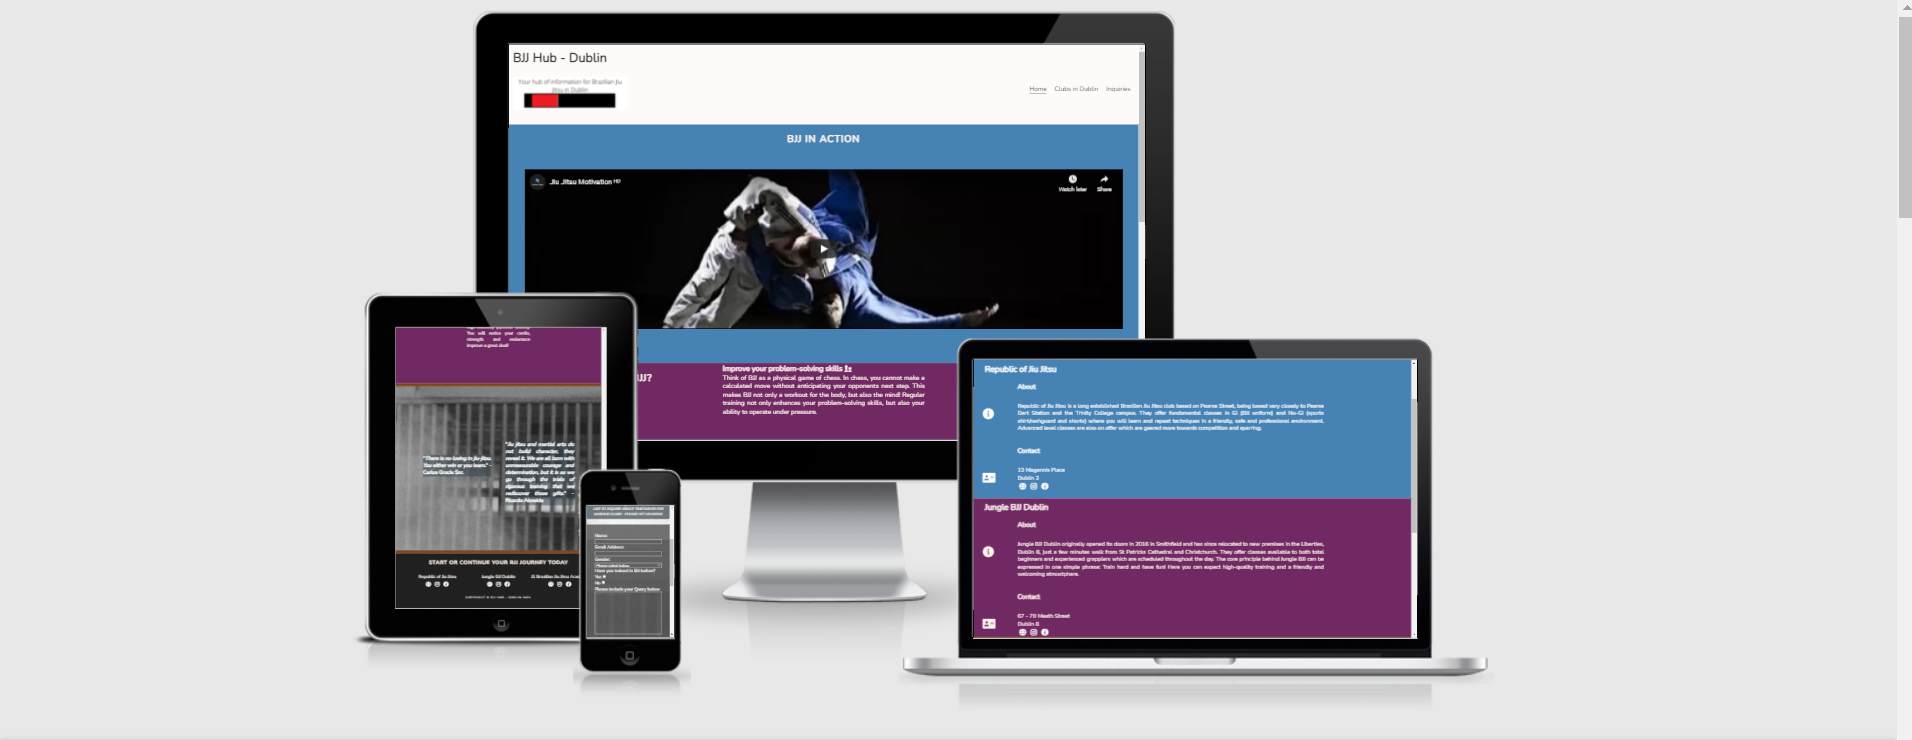 BJJ Hub - Dublin
Your hub of information for Brazilian Jiu
Jitsu in Dublin
Home Clubs in Dublin Inquiries
BJJ IN ACTION
Jiu Jitsu Motivation HD
Watch later Share
BJJ?
Improve your problem-solving skills
Think of BJJ as a physical game of chess. In chess, you cannot make a
calculated move without anticipating your opponents next step. This
makes BJJ not only a workout for the body, but also the mind! Regular
training not only enhances your problem-solving skills, but also your
ability to operate under pressure.
You will notice your cardio,
strength and endurance
improve a great deal!
"There is no losing in jiu-jitsu.
You either win or you learn." -
Carlos Gracie Snr.
"Jiu jitsu and martial arts do
not build character, they
reveal it. We are all born with
unmeasurable courage and
determination, but it is as we
go through the trials of
rigorous training that we
rediscover those gifts." -
Ricardo Almeida
START OR CONTINUE YOUR BJJ JOURNEY TODAY
Republic of Jiu Jitsu Jungle BJJ Dublin
Name:
Email Address:
Gender:
Have you trained in BJJ before?
Yes
No
Please include your Query below:
Republic of Jiu Jitsu
About
Republic of Jiu Jitsu is a long established Brazilian Jiu Jitsu club based on Pearse Street, being based very closely to Pearse
Dart Station and the Trinity College campus. They offer fundamental classes in Gi (BJJ uniform) and No-Gi (sports
shirt/rashguard and shorts) where you will learn and repeat techniques in a friendly, safe and professional environment.
Advanced level classes are also on offer which are geared more towards competition and sparring.
Contact
13 Magennis Place
Dublin 2
Jungle BJJ Dublin
About
Jungle BJJ Dublin originally opened its doors in 2016 in Smithfield and has since relocated to new premises in the Liberties,
Dublin 8, just a few minutes walk from St Patricks Cathedral and Christchurch. They offer classes available to both total
beginners and experienced grapplers which are scheduled throughout the day. The core principle behind Jungle BJJ can be
expressed in one simple phrase: Train hard and have fun! Here you can expect high-quality training and a friendly and
welcoming atmosphere.
Contact
67 - 70 Meath Street
Dublin 8